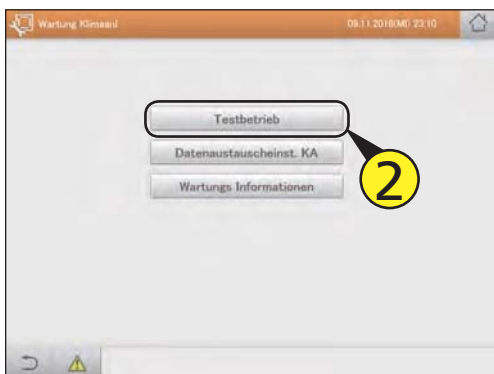 Wartung Klimaanl
09.11.2016(MI) 23:10
Testbetrieb
2
Datenaustauscheinst. KA
Wartungs Informationen